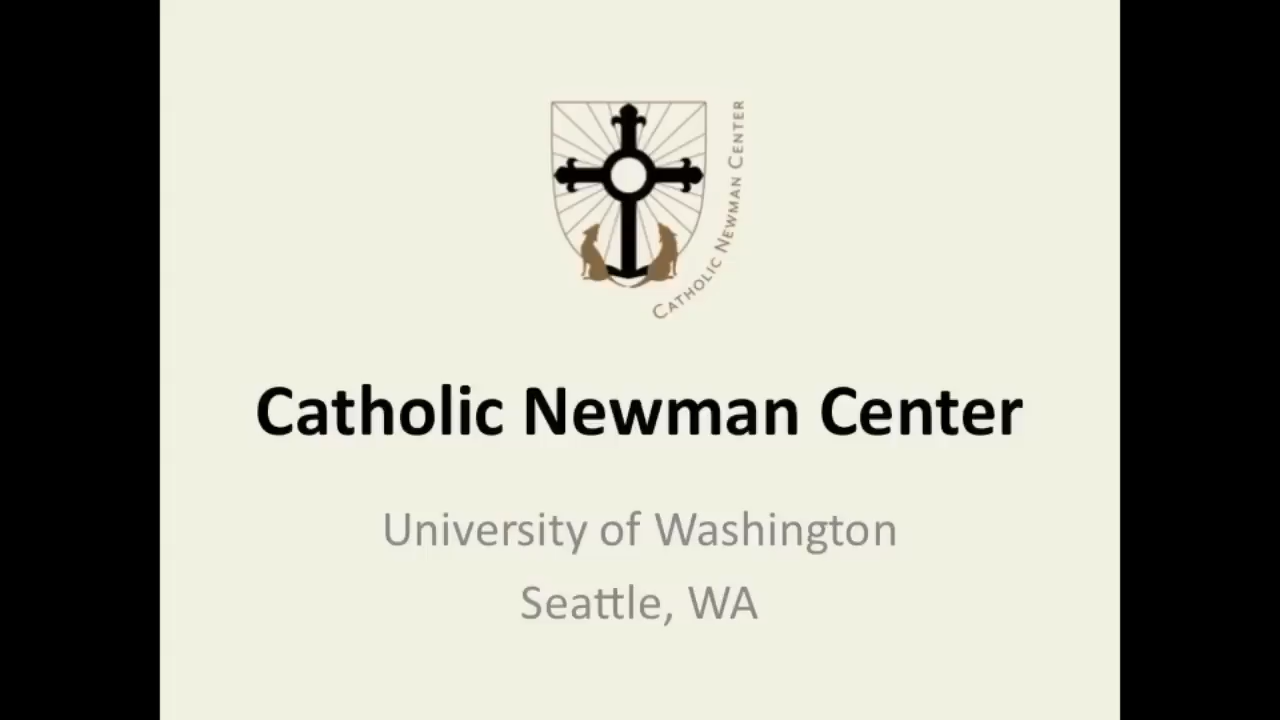 Catholic Newman Center
Catholic Newman Center
University of Washington
Seattle, WA